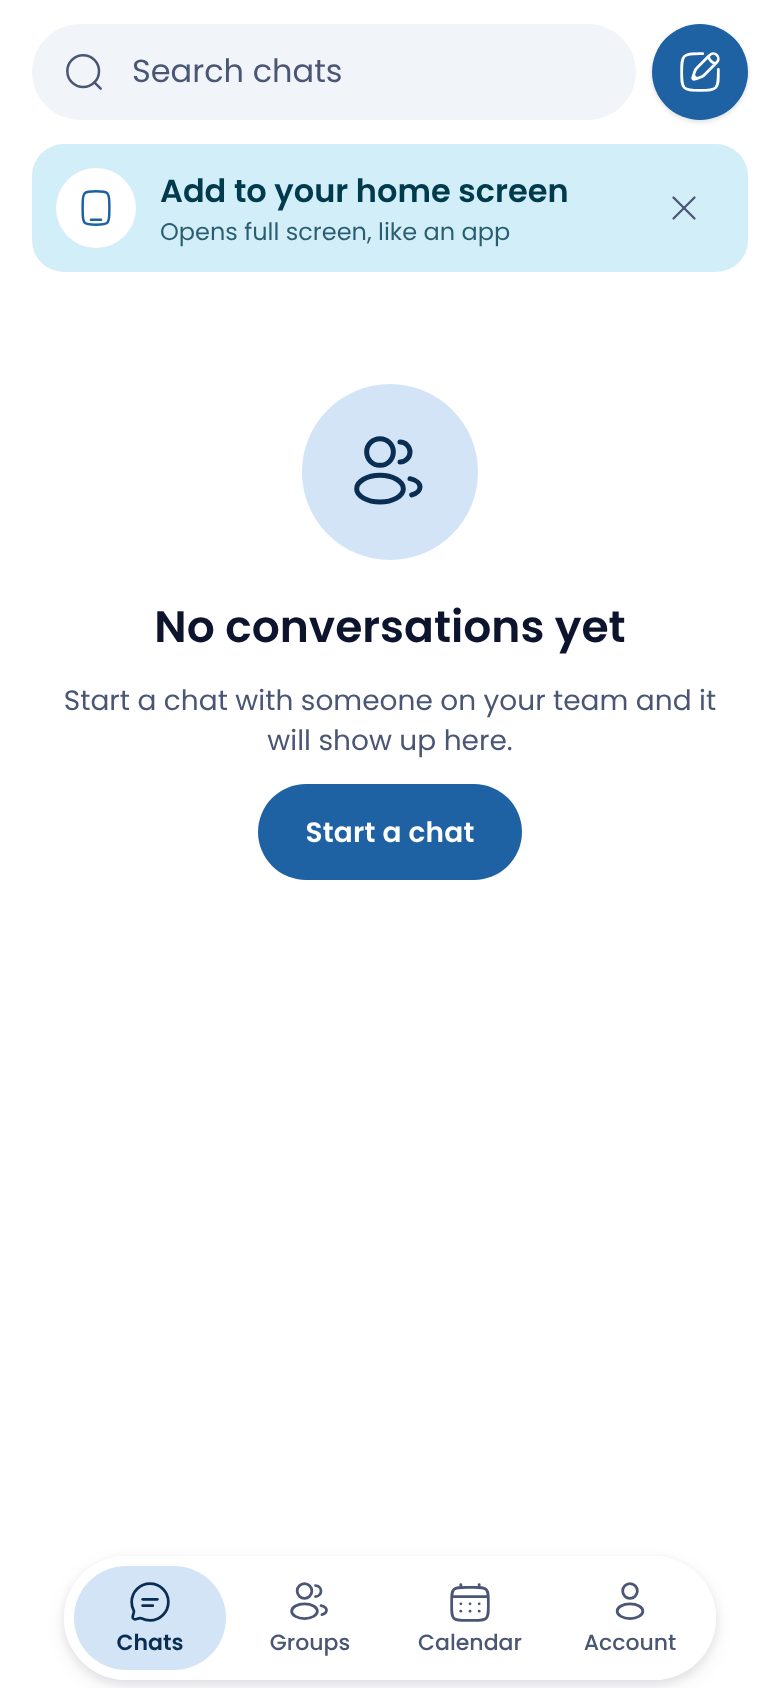 Search chats
Add to your home screen
Opens full screen, like an app
No conversations yet
Start a chat with someone on your team and it
will show up here.
Start a chat
Chats
Groups
Calendar
Account